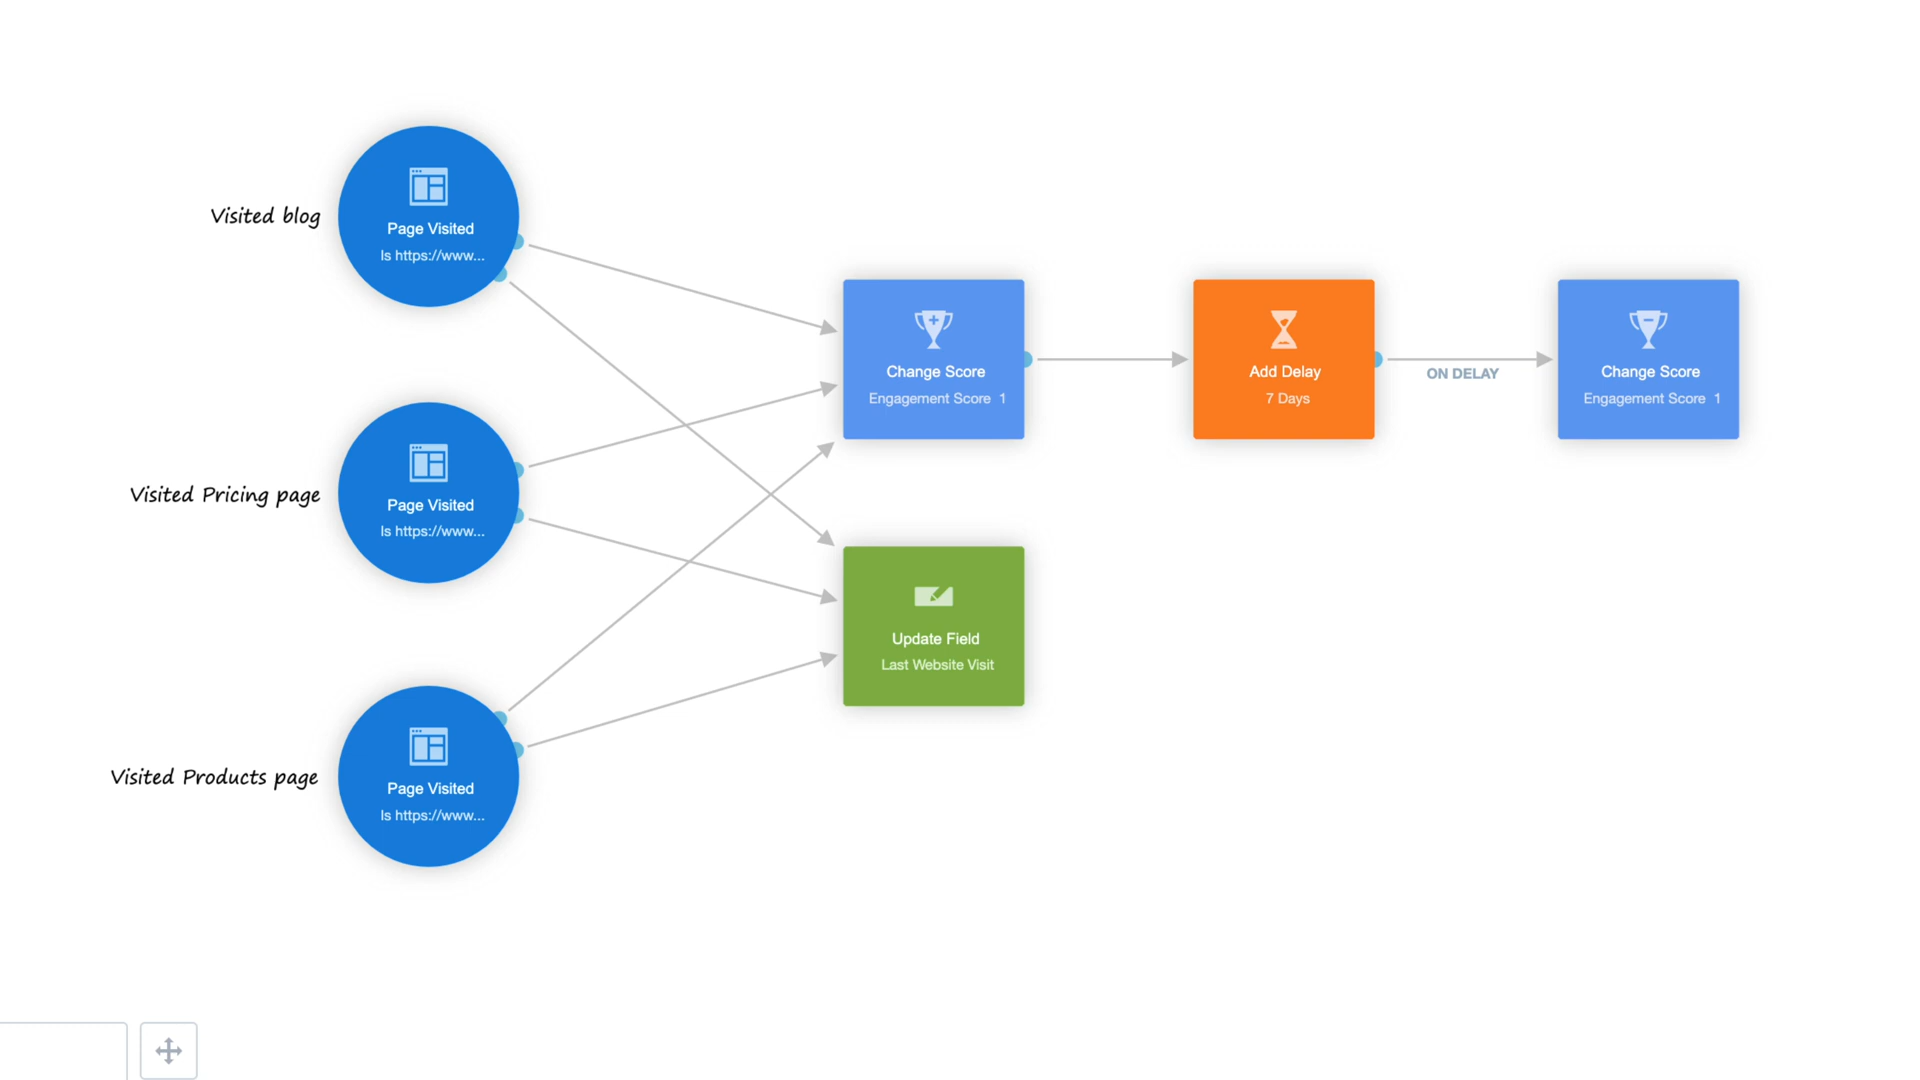 Visited blog
Page Visited
Is https://www...
Visited Pricing page
Page Visited
Is https://www...
Visited Products page
Page Visited
Is https://www...
Change Score
Engagement Score 1
Update Field
Last Website Visit
Add Delay
7 Days
ON DELAY
Change Score
Engagement Score 1